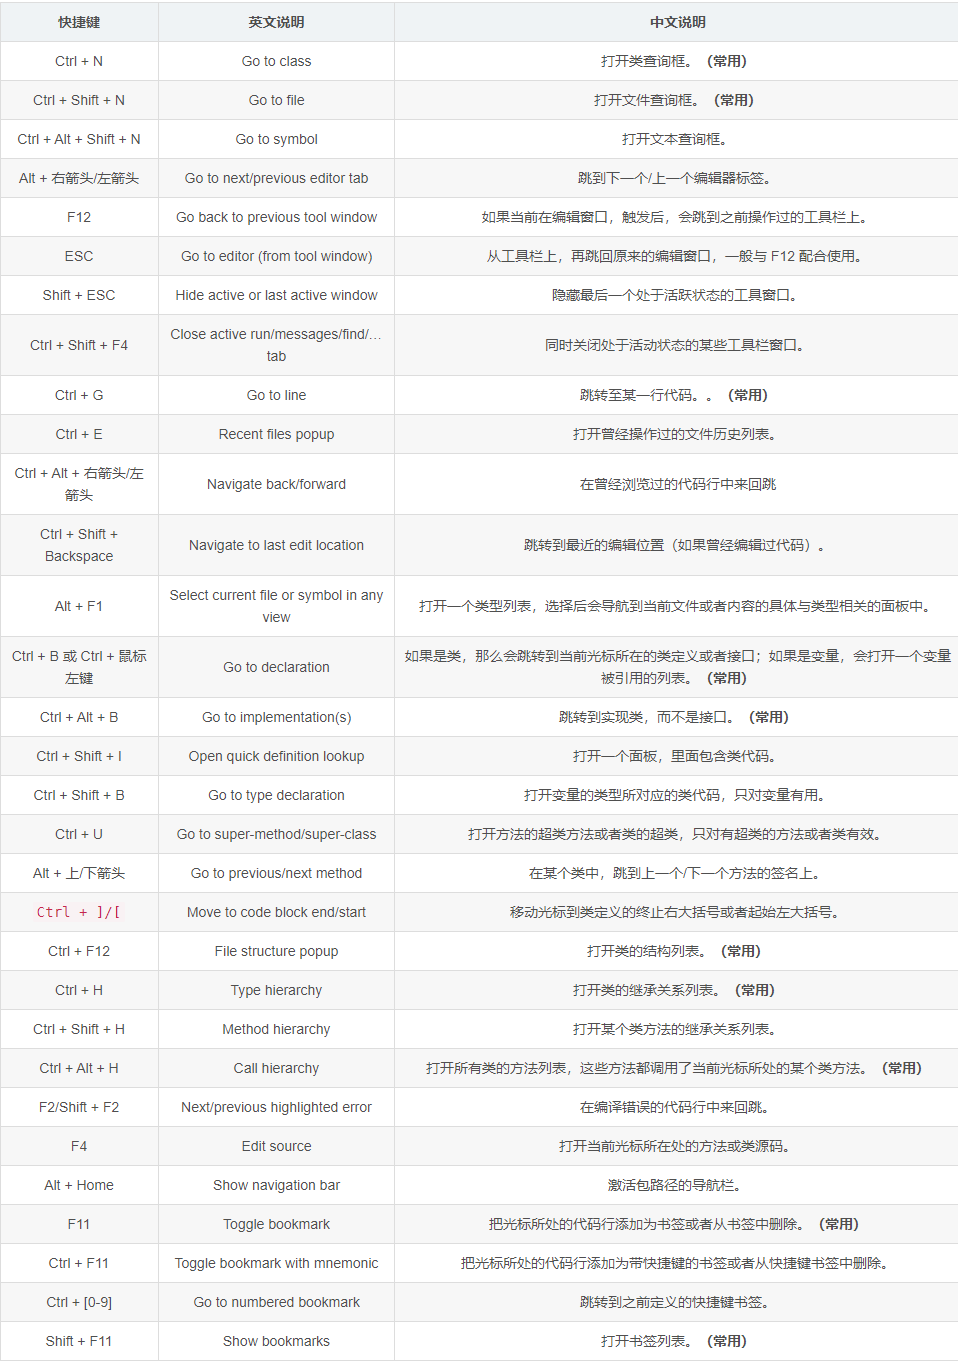 快捷键 英文说明 中文说明
Ctrl + N Go to class 打开类查询框。（常用）
Ctrl + Shift + N Go to file 打开文件查询框。（常用）
Ctrl + Alt + Shift + N Go to symbol 打开文本查询框。
Alt + 右箭头/左箭头 Go to next/previous editor tab 跳到下一个/上一个编辑器标签。
F12 Go back to previous tool window 如果当前在编辑窗口，触发后，会跳到之前操作过的工具栏上。
ESC Go to editor (from tool window) 从工具栏上，再跳回原来的编辑窗口，一般与 F12 配合使用。
Shift + ESC Hide active or last active window 隐藏最后一个处于活跃状态的工具窗口。
Ctrl + Shift + F4 Close active run/messages/find/…
tab 同时关闭处于活动状态的某些工具栏窗口。
Ctrl + G Go to line 跳转至某一行代码。。（常用）
Ctrl + E Recent files popup 打开曾经操作过的文件历史列表。
Ctrl + Alt + 右箭头/左
箭头 Navigate back/forward 在曾经浏览过的代码行中来回跳
Ctrl + Shift +
Backspace Navigate to last edit location 跳转到最近的编辑位置（如果曾经编辑过代码）。
Alt + F1 Select current file or symbol in any
view 打开一个类型列表，选择后会导航到当前文件或者内容的具体与类型相关的面板中。
Ctrl + B 或 Ctrl + 鼠标
左键 Go to declaration 如果是类，那么会跳转到当前光标所在的类定义或者接口；如果是变量，会打开一个变量
被引用的列表。（常用）
Ctrl + Alt + B Go to implementation(s) 跳转到实现类，而不是接口。（常用）
Ctrl + Shift + I Open quick definition lookup 打开一个面板，里面包含类代码。
Ctrl + Shift + B Go to type declaration 打开变量的类型所对应的类代码，只对变量有用。
Ctrl + U Go to super-method/super-class 打开方法的超类方法或者类的超类，只对有超类的方法或者类有效。
Alt + 上/下箭头 Go to previous/next method 在某个类中，跳到上一个/下一个方法的签名上。
Ctrl + ]/[ Move to code block end/start 移动光标到类定义的终止右大括号或者起始左大括号。
Ctrl + F12 File structure popup 打开类的结构列表。（常用）
Ctrl + H Type hierarchy 打开类的继承关系列表。（常用）
Ctrl + Shift + H Method hierarchy 打开某个类方法的继承关系列表。
Ctrl + Alt + H Call hierarchy 打开所有类的方法列表，这些方法都调用了当前光标所处的某个类方法。（常用）
F2/Shift + F2 Next/previous highlighted error 在编译错误的代码行中来回跳。
F4 Edit source 打开当前光标所在处的方法或类源码。
Alt + Home Show navigation bar 激活包路径的导航栏。
F11 Toggle bookmark 把光标所处的代码行添加为书签或者从书签中删除。（常用）
Ctrl + F11 Toggle bookmark with mnemonic 把光标所处的代码行添加为带快捷键的书签或者从快捷键书签中删除。
Ctrl + [0-9] Go to numbered bookmark 跳转到之前定义的快捷键书签。
Shift + F11 Show bookmarks 打开书签列表。（常用）